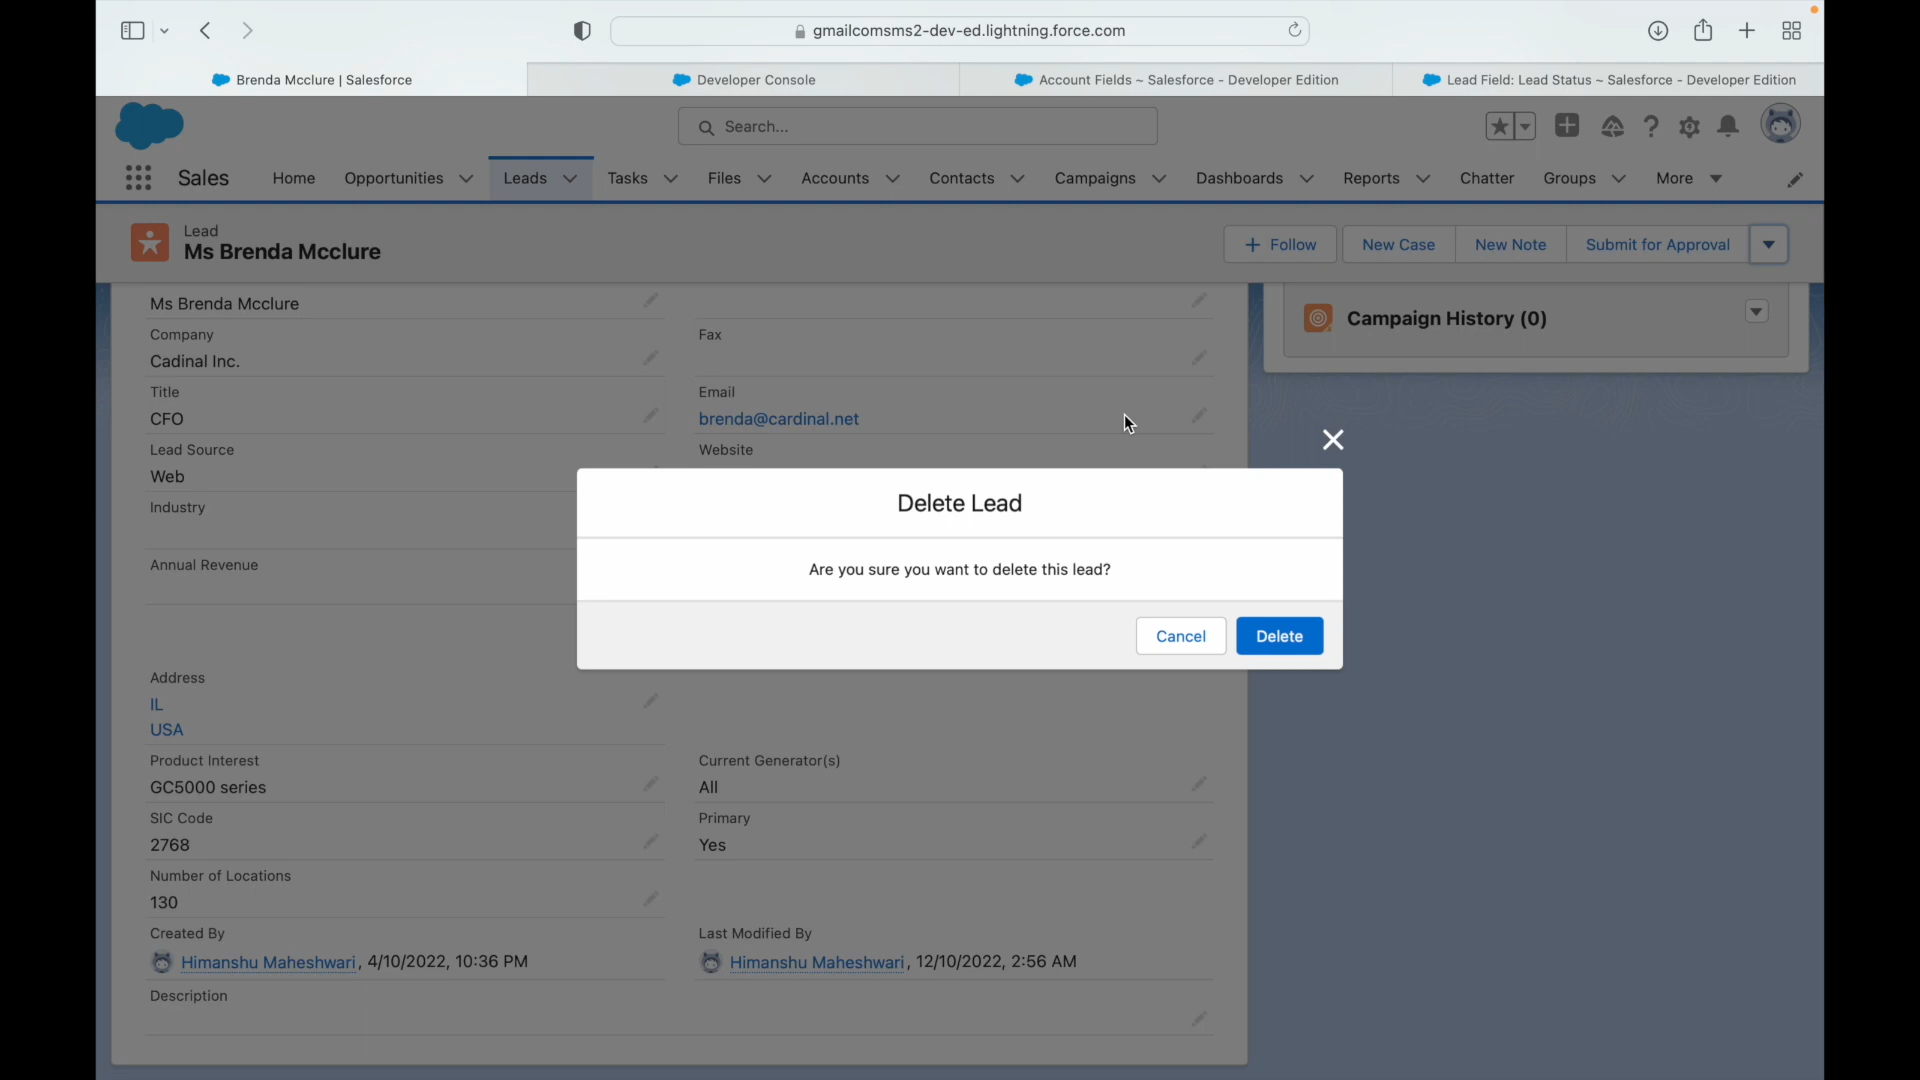 gmailcomsms2-dev-ed.lightning.force.com
Brenda Mcclure | Salesforce
Developer Console
Account Fields ~ Salesforce - Developer Edition
Lead Field: Lead Status ~ Salesforce - Developer Edition
Search...
Sales
Home
Opportunities
Leads
Tasks
Files
Accounts
Contacts
Campaigns
Dashboards
Reports
Chatter
Groups
More
Lead
Ms Brenda Mcclure
Follow
New Case
New Note
Submit for Approval
Ms Brenda Mcclure
Company
Cadinal Inc.
Fax
Title
CFO
Email
brenda@cardinal.net
Lead Source
Web
Website
Industry
Annual Revenue
Campaign History (0)
Delete Lead
Are you sure you want to delete this lead?
Cancel
Delete
Address
IL
USA
Product Interest
GC5000 series
Current Generator(s)
All
SIC Code
2768
Primary
Yes
Number of Locations
130
Created By
Himanshu Maheshwari, 4/10/2022, 10:36 PM
Last Modified By
Himanshu Maheshwari, 12/10/2022, 2:56 AM
Description